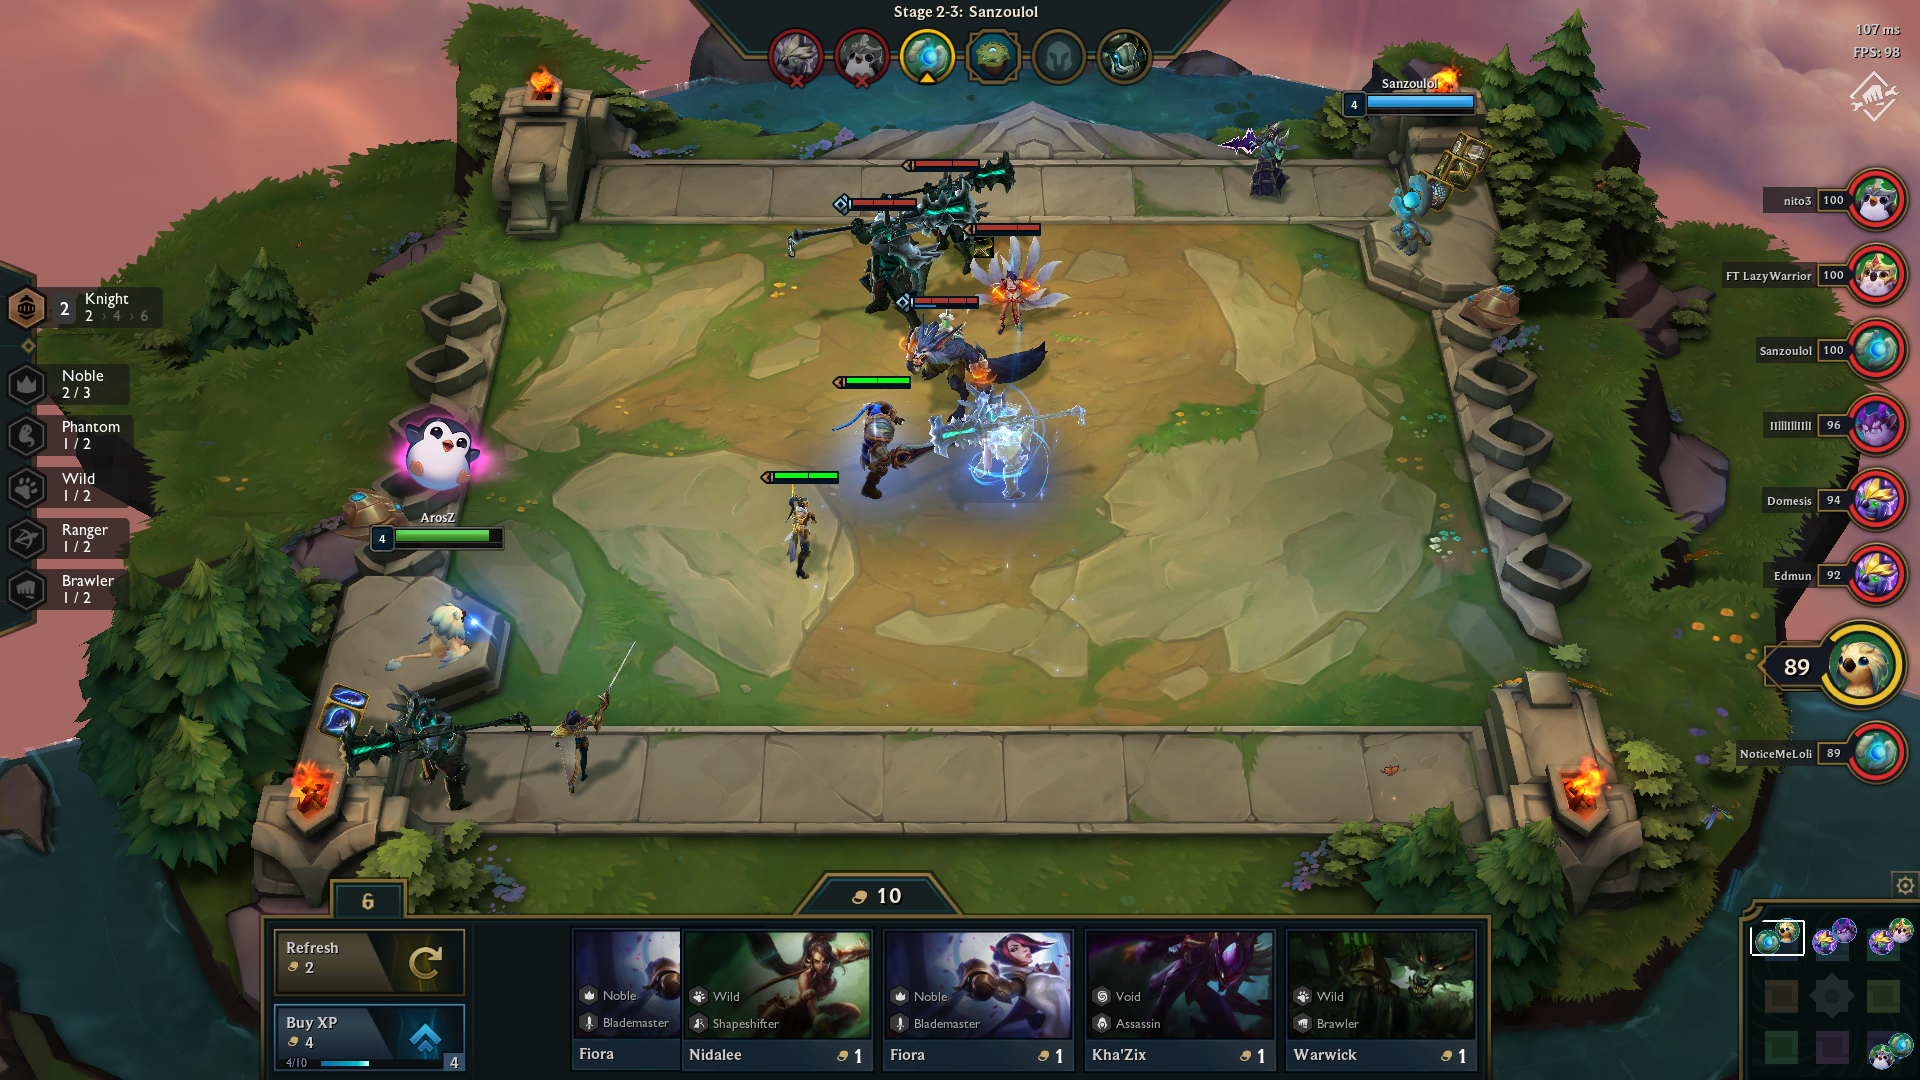 Stage 2-3: Sanzoulol
107 ms
FPS: 98
Sanzoulol
4
nito3 100
FT LazyWarrior 100
Sanzoulol 100
96
Domesis 94
Edmun 92
89
NoticeMeLoli 89
2 Knight
2 › 4 › 6
Noble
2 / 3
Phantom
1 / 2
Wild
1 / 2
Ranger
1 / 2
Brawler
1 / 2
ArosZ
4
6
10
Refresh
2
Buy XP
4
4/10
4
Noble
Blademaster
Fiora
Wild
Shapeshifter
Nidalee 1
Noble
Blademaster
Fiora 1
Void
Assassin
Kha'Zix 1
Wild
Brawler
Warwick 1